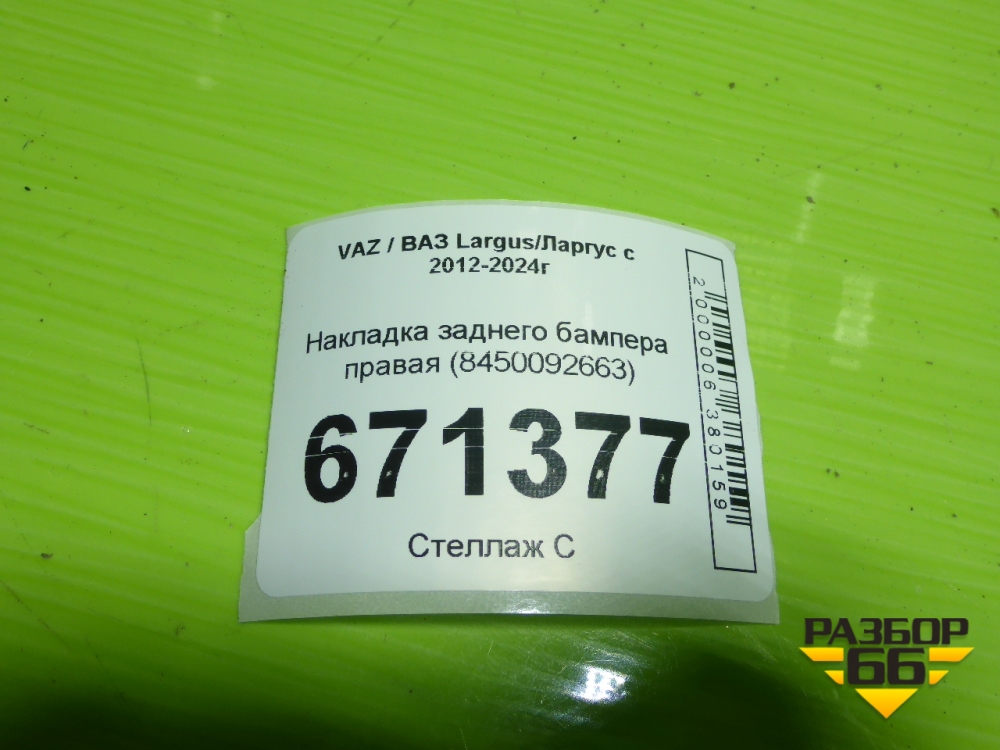 VAZ / ВАЗ Largus/Ларгус с
2012-2024г
Накладка заднего бампера
правая (8450092663)
671377
Стеллаж С
2000006380159
РАЗБОР
66